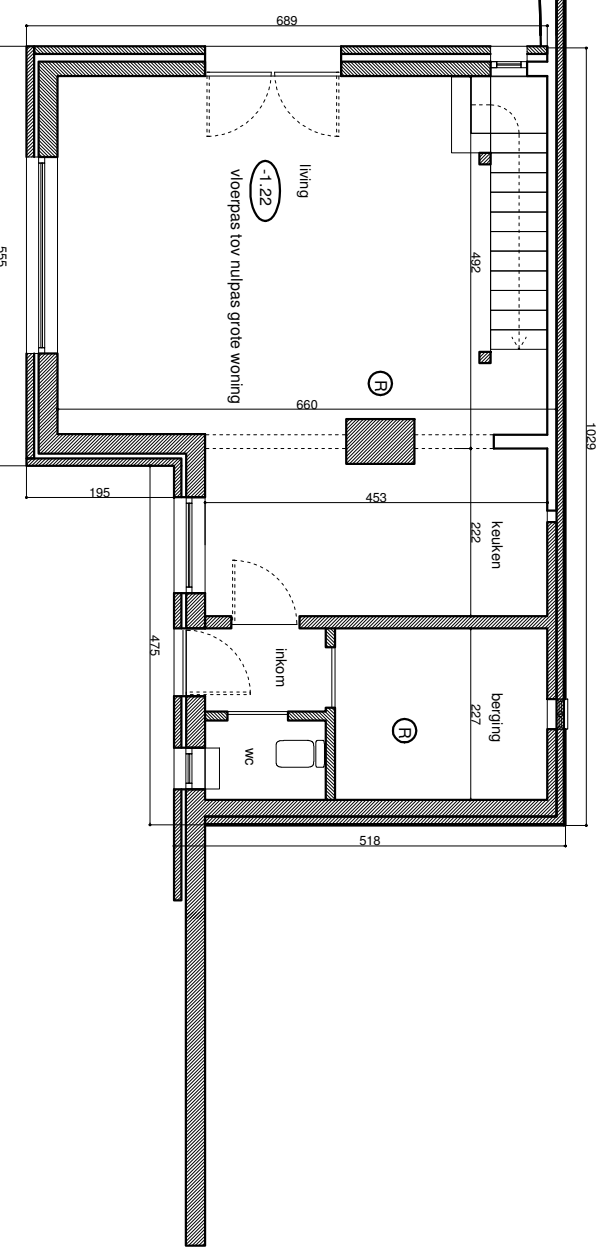 689
living
-1.22
vloerpas tov nulpas grote woning
492
R
660
1029
555
195
453
keuken
222
475
inkom
berging
227
R
wc
518